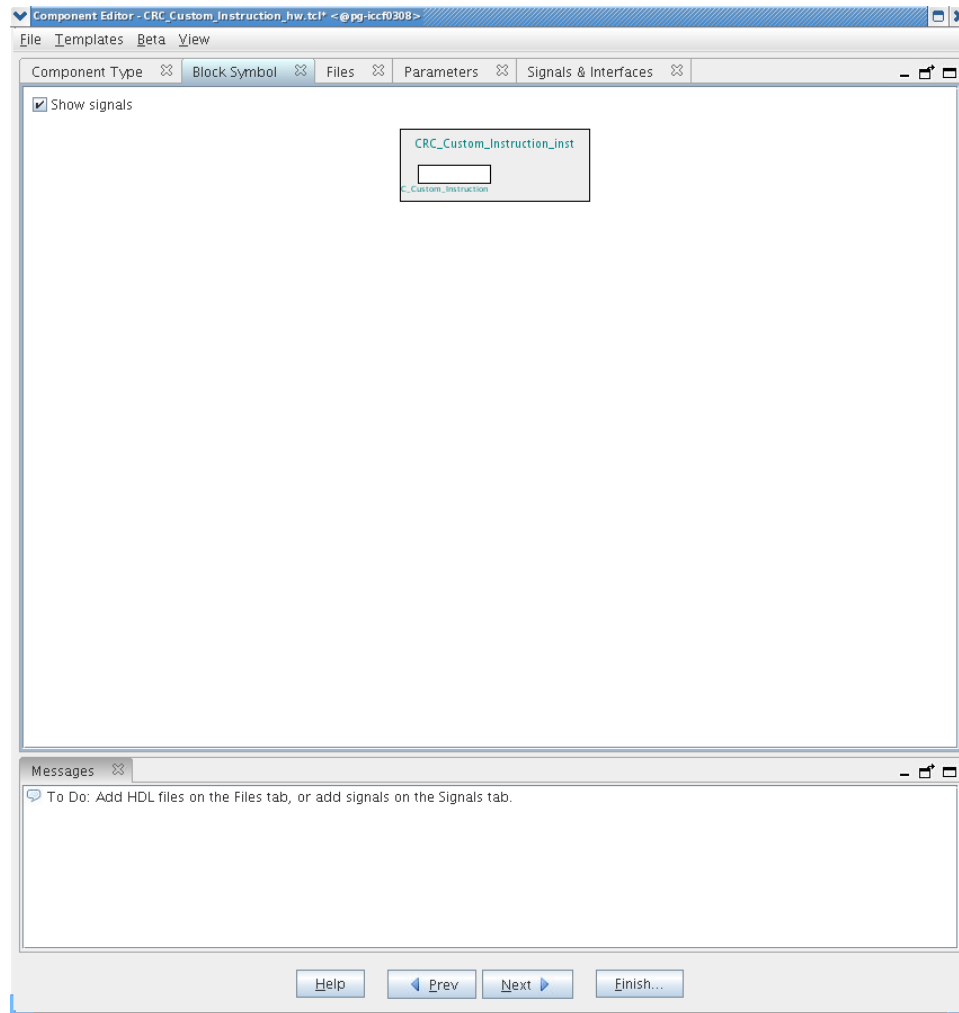 Component Editor - CRC_Custom_Instruction_hw.tcl* <@pg-iccf0308>
File Templates Beta View
Component Type Block Symbol Files Parameters Signals & Interfaces
Show signals
CRC_Custom_Instruction_inst
C_Custom_Instruction
Messages
To Do: Add HDL files on the Files tab, or add signals on the Signals tab.
Help Prev Next Finish...